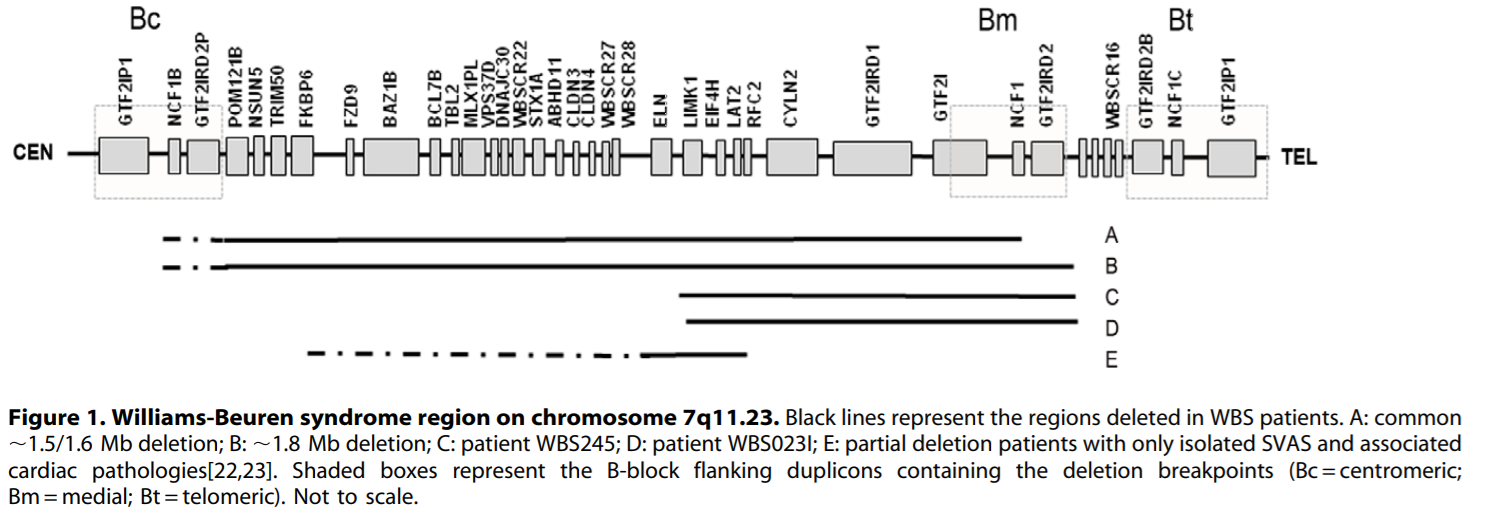 Bc Bm Bt
GTF2IP1
NCF1B
GTF2IRD2P
POM121B
NSUN5
TRIM50
FKBP6
FZD9
BAZ1B
BCL7B
TBL2
MLX1PL
VPS37D
DNAJC30
WBSCR22
STX1A
ABHD11
CLDN3
CLDN4
WBSCR27
WBSCR28
ELN
LIMK1
EIF4H
LAT2
RFC2
CYLN2
GTF2IRD1
GTF2I
NCF1
GTF2IRD2
WBSCR16
GTF2IRD2B
NCF1C
GTF2IP1
CEN TEL
A
B
C
D
E
Figure 1. Williams-Beuren syndrome region on chromosome 7q11.23. Black lines represent the regions deleted in WBS patients. A: common
~1.5/1.6 Mb deletion; B: ~1.8 Mb deletion; C: patient WBS245; D: patient WBS023I; E: partial deletion patients with only isolated SVAS and associated
cardiac pathologies[22,23]. Shaded boxes represent the B-block flanking duplicons containing the deletion breakpoints (Bc = centromeric;
Bm = medial; Bt = telomeric). Not to scale.